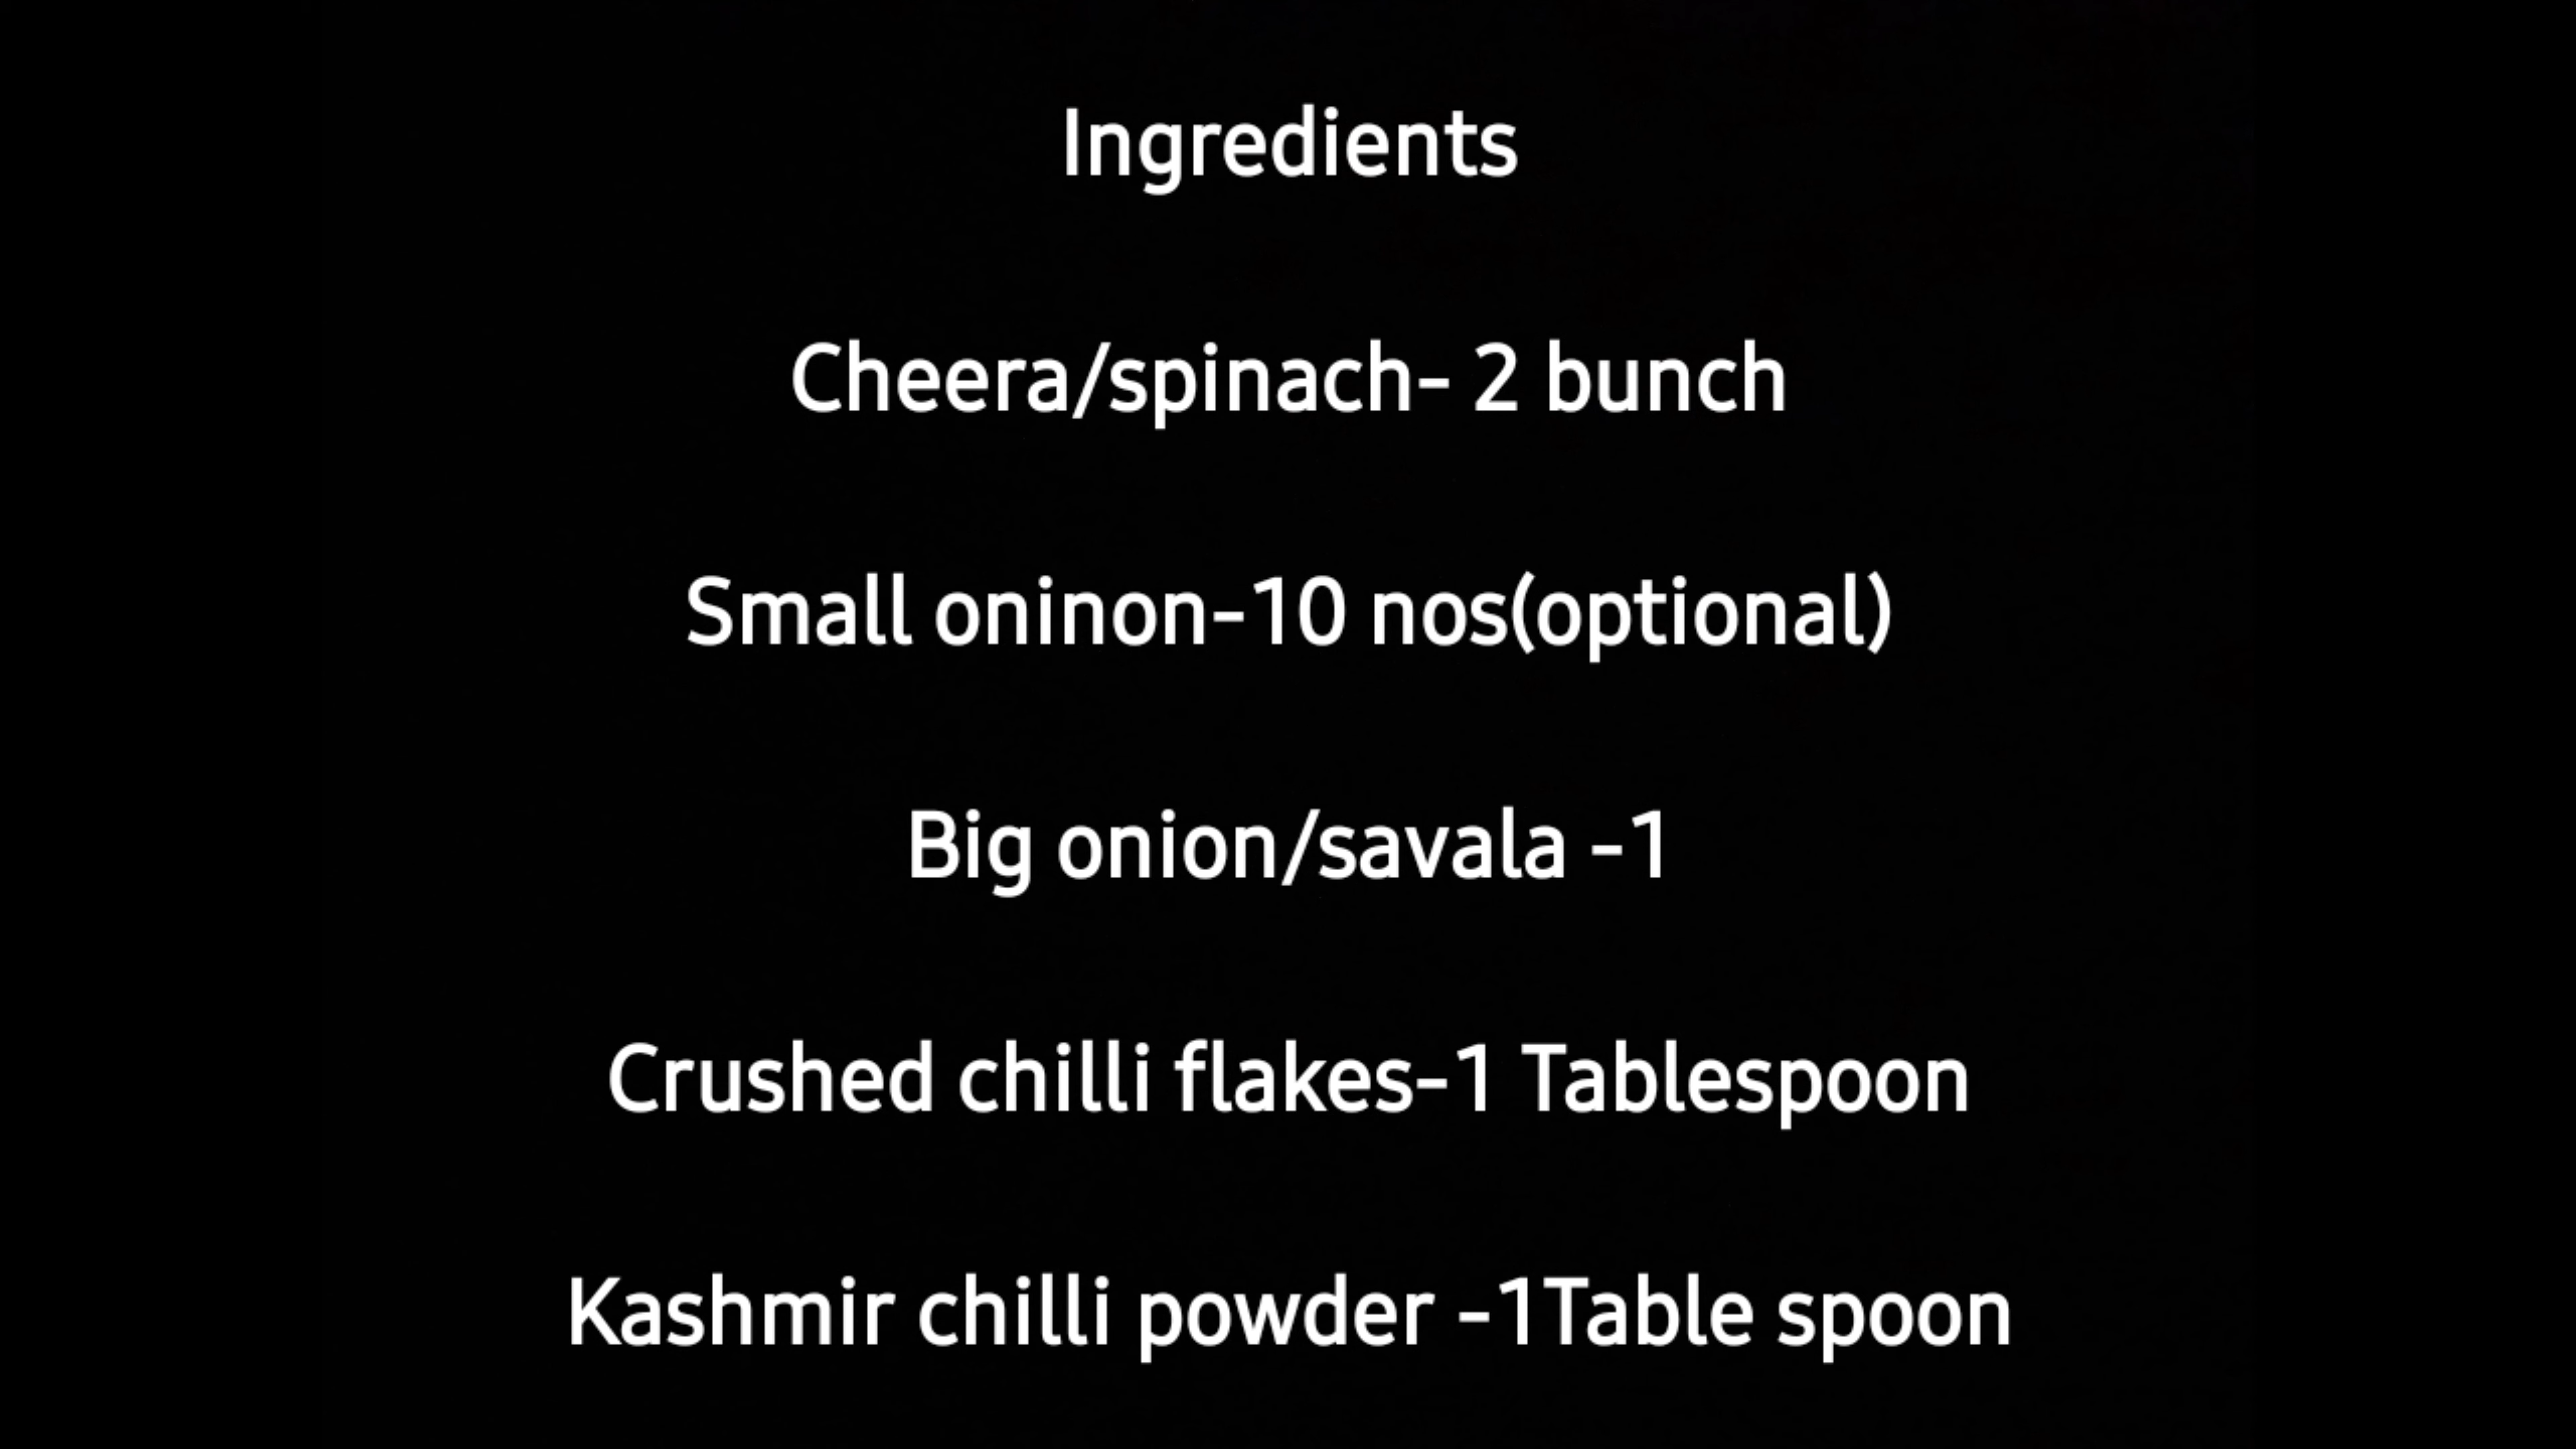 Ingredients
Cheera/spinach- 2 bunch
Small oninon-10 nos(optional)
Big onion/savala -1
Crushed chilli flakes-1 Tablespoon
Kashmir chilli powder -1Table spoon